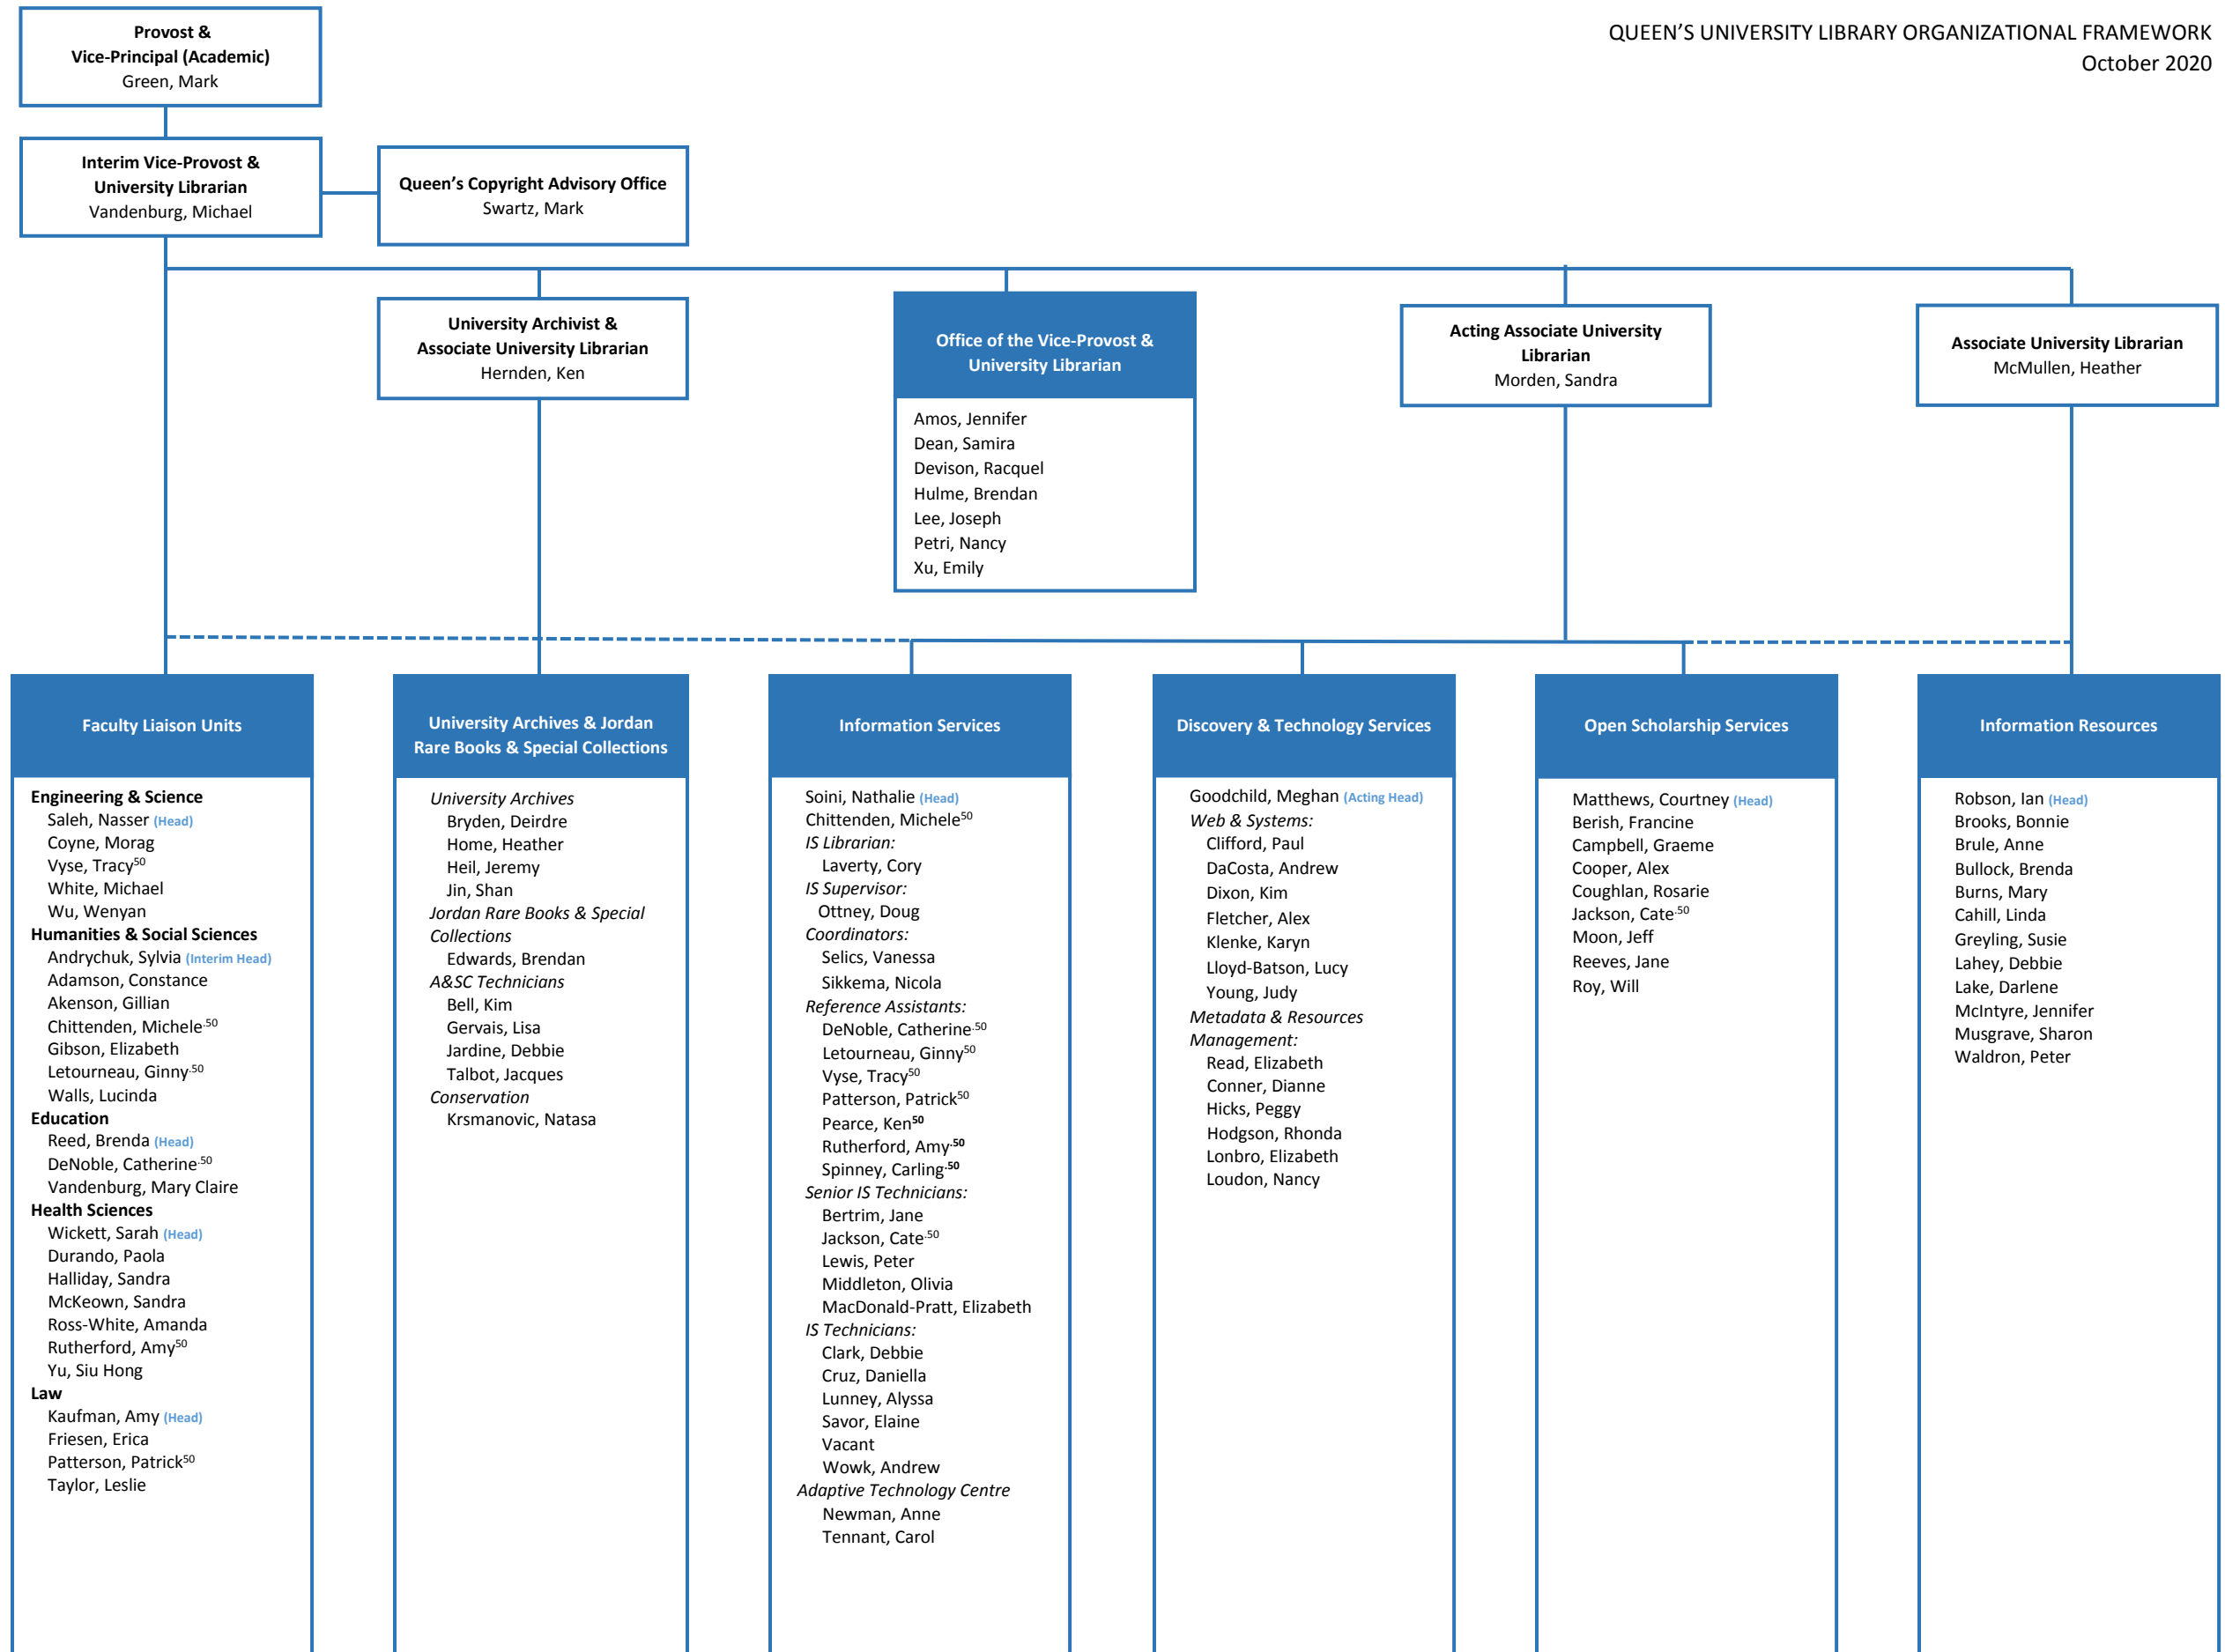 QUEEN'S UNIVERSITY LIBRARY ORGANIZATIONAL FRAMEWORK
October 2020
Provost &
Vice-Principal (Academic)
Green, Mark
Interim Vice-Provost &
University Librarian
Vandenburg, Michael
Queen's Copyright Advisory Office
Swartz, Mark
University Archivist &
Associate University Librarian
Hernden, Ken
Office of the Vice-Provost &
University Librarian
Amos, Jennifer
Dean, Samira
Devison, Racquel
Hulme, Brendan
Lee, Joseph
Petri, Nancy
Xu, Emily
Acting Associate University
Librarian
Morden, Sandra
Associate University Librarian
McMullen, Heather
Faculty Liaison Units
Engineering & Science
Saleh, Nasser (Head)
Coyne, Morag
Vyse, Tracy50
White, Michael
Wu, Wenyan
Humanities & Social Sciences
Andrychuk, Sylvia (Interim Head)
Adamson, Constance
Akenson, Gillian
Chittenden, Michele.50
Gibson, Elizabeth
Letourneau, Ginny.50
Walls, Lucinda
Education
Reed, Brenda (Head)
DeNoble, Catherine.50
Vandenburg, Mary Claire
Health Sciences
Wickett, Sarah (Head)
Durando, Paola
Halliday, Sandra
McKeown, Sandra
Ross-White, Amanda
Rutherford, Amy50
Yu, Siu Hong
Law
Kaufman, Amy (Head)
Friesen, Erica
Patterson, Patrick50
Taylor, Leslie
University Archives & Jordan
Rare Books & Special Collections
University Archives
Bryden, Deirdre
Home, Heather
Heil, Jeremy
Jin, Shan
Jordan Rare Books & Special
Collections
Edwards, Brendan
A&SC Technicians
Bell, Kim
Gervais, Lisa
Jardine, Debbie
Talbot, Jacques
Conservation
Krsmanovic, Natasa
Information Services
Soini, Nathalie (Head)
Chittenden, Michele50
IS Librarian:
Laverty, Cory
IS Supervisor:
Ottney, Doug
Coordinators:
Selics, Vanessa
Sikkema, Nicola
Reference Assistants:
DeNoble, Catherine.50
Letourneau, Ginny50
Vyse, Tracy50
Patterson, Patrick50
Pearce, Ken50
Rutherford, Amy.50
Spinney, Carling.50
Senior IS Technicians:
Bertrim, Jane
Jackson, Cate.50
Lewis, Peter
Middleton, Olivia
MacDonald-Pratt, Elizabeth
IS Technicians:
Clark, Debbie
Cruz, Daniella
Lunney, Alyssa
Savor, Elaine
Vacant
Wowk, Andrew
Adaptive Technology Centre
Newman, Anne
Tennant, Carol
Discovery & Technology Services
Goodchild, Meghan (Acting Head)
Web & Systems:
Clifford, Paul
DaCosta, Andrew
Dixon, Kim
Fletcher, Alex
Klenke, Karyn
Lloyd-Batson, Lucy
Young, Judy
Metadata & Resources
Management:
Read, Elizabeth
Conner, Dianne
Hicks, Peggy
Hodgson, Rhonda
Lonbro, Elizabeth
Loudon, Nancy
Open Scholarship Services
Matthews, Courtney (Head)
Berish, Francine
Campbell, Graeme
Cooper, Alex
Coughlan, Rosarie
Jackson, Cate.50
Moon, Jeff
Reeves, Jane
Roy, Will
Information Resources
Robson, Ian (Head)
Brooks, Bonnie
Brule, Anne
Bullock, Brenda
Burns, Mary
Cahill, Linda
Greyling, Susie
Lahey, Debbie
Lake, Darlene
McIntyre, Jennifer
Musgrave, Sharon
Waldron, Peter